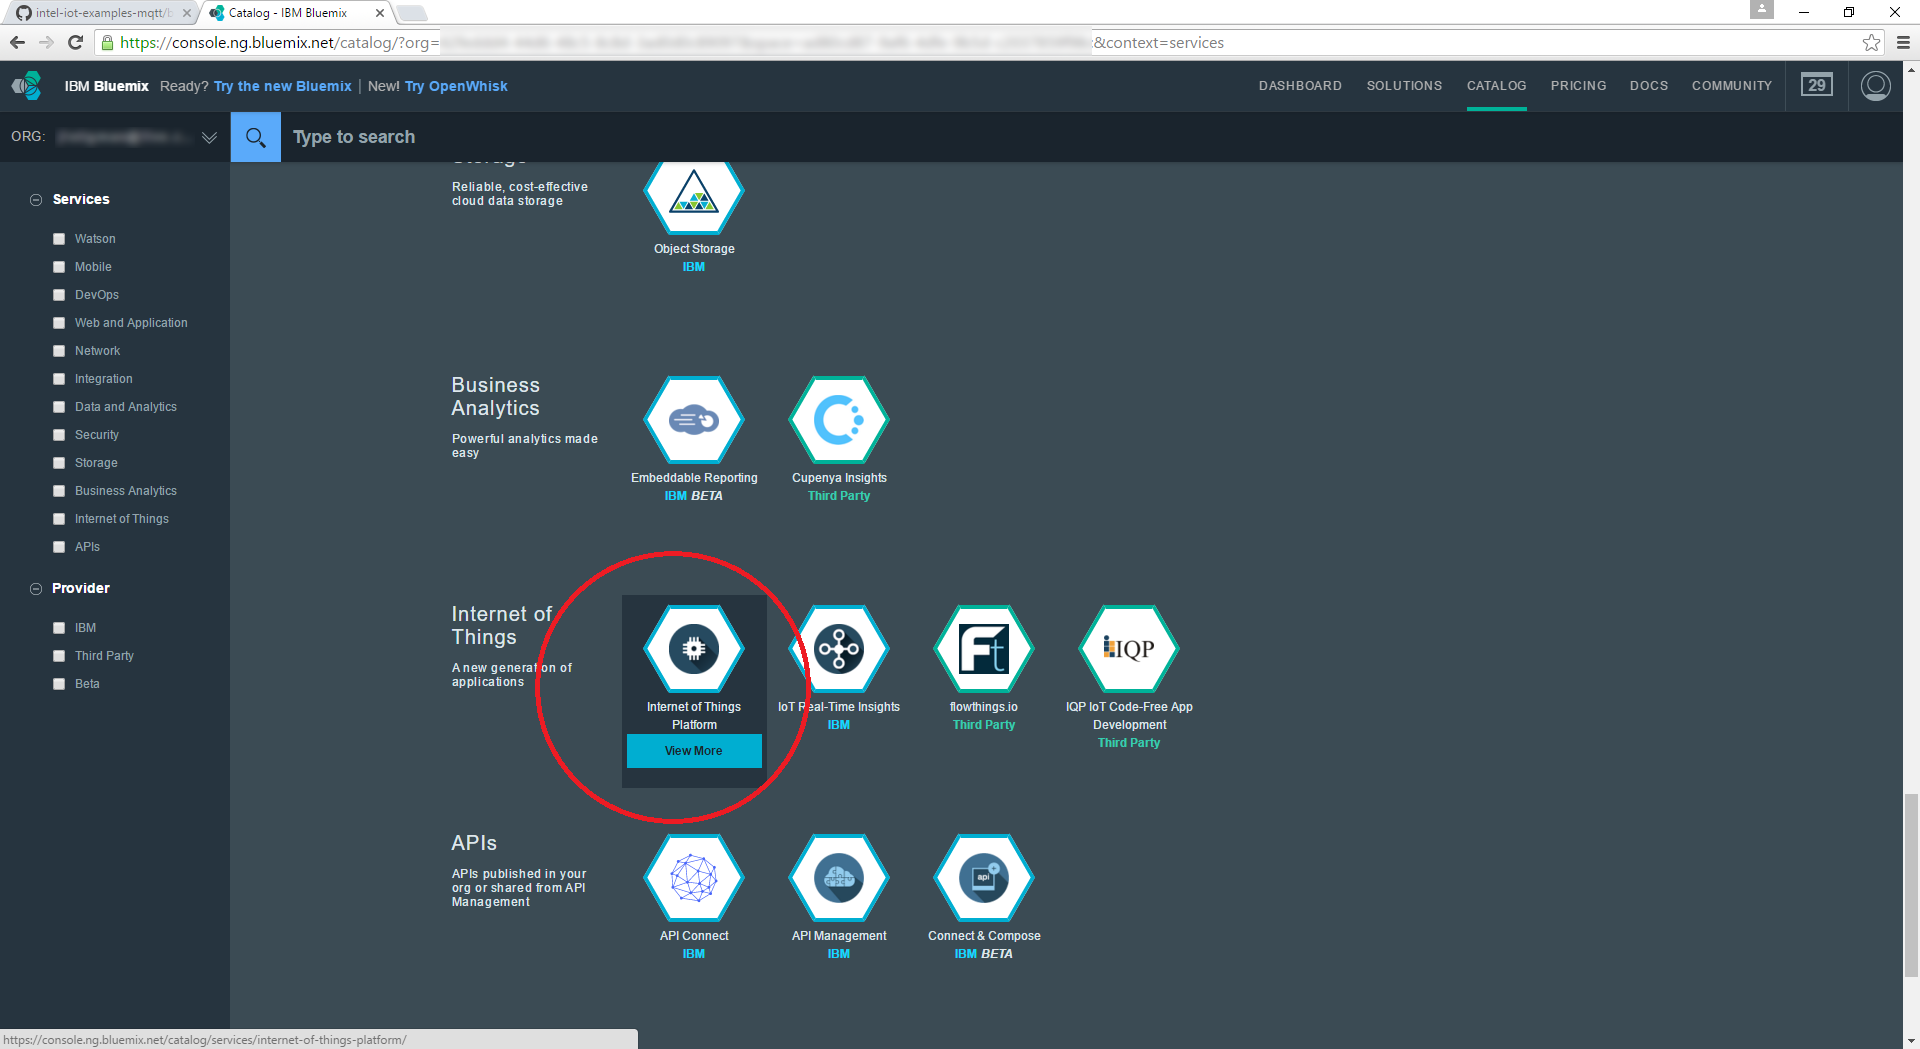 intel-iot-examples-mqtt/b
Catalog - IBM Bluemix
https://console.ng.bluemix.net/catalog/?org=
&context=services
IBM Bluemix Ready? Try the new Bluemix | New! Try OpenWhisk
DASHBOARD SOLUTIONS CATALOG PRICING DOCS COMMUNITY 29
ORG:
Type to search
Services
Watson
Mobile
DevOps
Web and Application
Network
Integration
Data and Analytics
Security
Storage
Business Analytics
Internet of Things
APIs
Provider
IBM
Third Party
Beta
Storage
Reliable, cost-effective
cloud data storage
Object Storage
IBM
Business
Analytics
Powerful analytics made
easy
Embeddable Reporting
IBM BETA
Cupenya Insights
Third Party
Internet of
Things
A new generation of
applications
Internet of Things
Platform
View More
IoT Real-Time Insights
IBM
Ft
flowthings.io
Third Party
IQP
IQP IoT Code-Free App
Development
Third Party
APIs
APIs published in your
org or shared from API
Management
API Connect
IBM
API Management
IBM
api
Connect & Compose
IBM BETA
https://console.ng.bluemix.net/catalog/services/internet-of-things-platform/